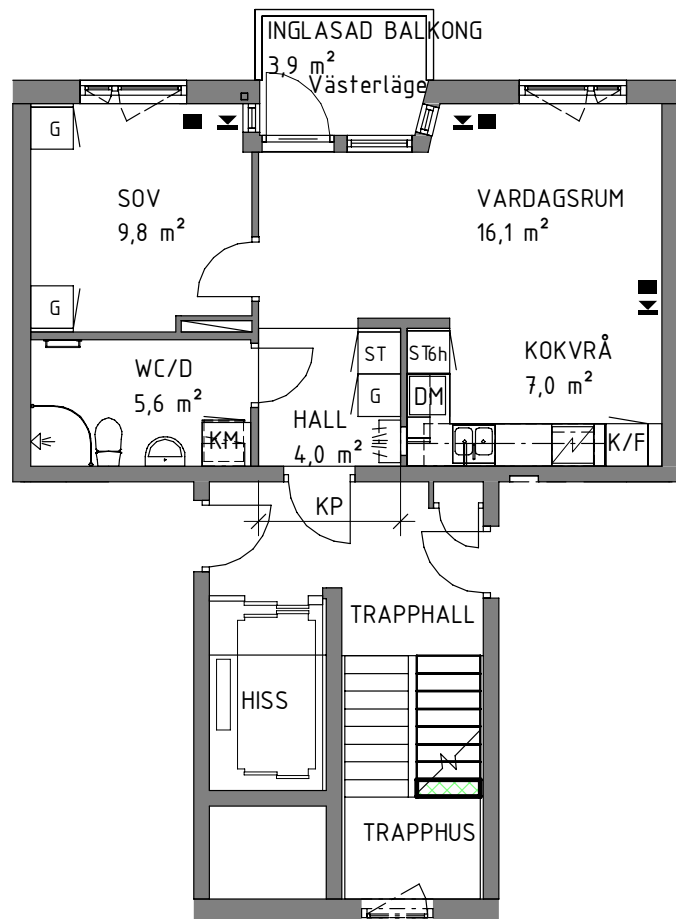 INGLASAD BALKONG
3,9 m²
Västerläge
G
SOV
9,8 m²
VARDAGSRUM
16,1 m²
G
WC/D
5,6 m²
KM
ST
G
HALL
4,0 m²
ST6h
DM
KOKVRÅ
7,0 m²
K/F
KP
TRAPPHALL
HISS
TRAPPHUS